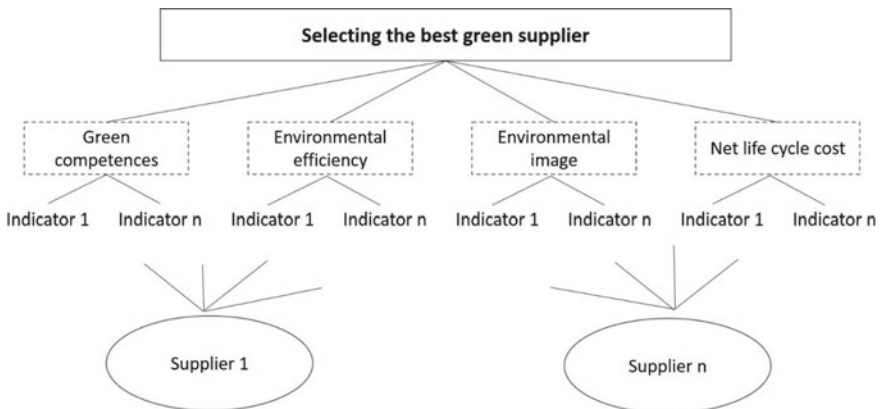 Selecting the best green supplier
Green
competences
Environmental
efficiency
Environmental
image
Net life cycle cost
Indicator 1
Indicator n
Indicator 1
Indicator n
Indicator 1
Indicator n
Indicator 1
Indicator n
Supplier 1
Supplier n